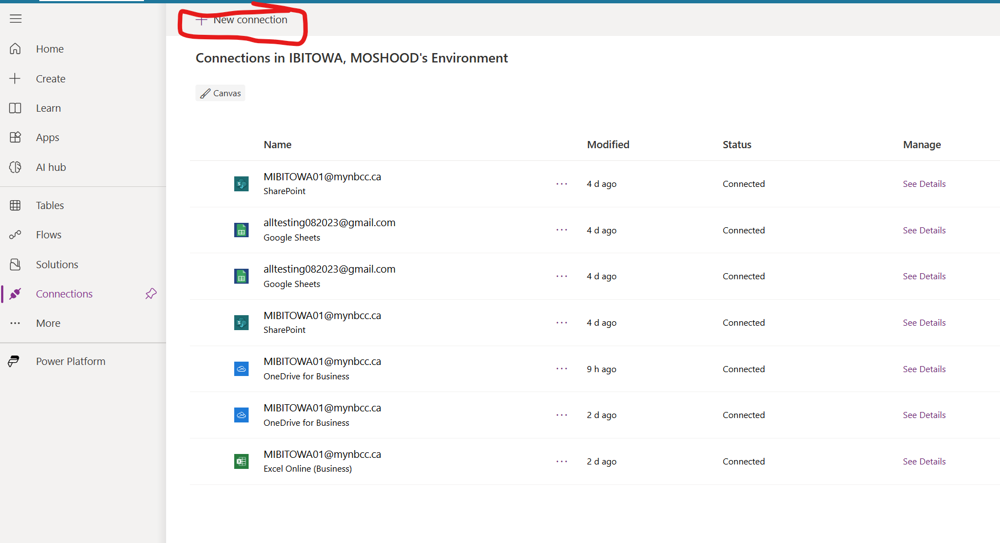 New connection
Home
Create
Learn
Apps
AI hub
Tables
Flows
Solutions
Connections
More
Power Platform
Connections in IBITOWA, MOSHOOD's Environment
Canvas
Name Modified Status Manage
MIBITOWA01@mynbcc.ca
SharePoint
4 d ago Connected See Details
alltesting082023@gmail.com
Google Sheets
4 d ago Connected See Details
alltesting082023@gmail.com
Google Sheets
4 d ago Connected See Details
MIBITOWA01@mynbcc.ca
SharePoint
4 d ago Connected See Details
MIBITOWA01@mynbcc.ca
OneDrive for Business
9 h ago Connected See Details
MIBITOWA01@mynbcc.ca
OneDrive for Business
2 d ago Connected See Details
MIBITOWA01@mynbcc.ca
Excel Online (Business)
2 d ago Connected See Details